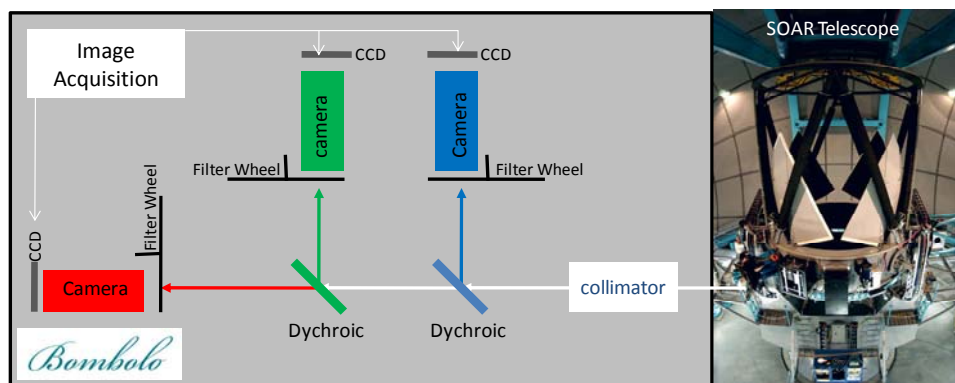 Image
Acquisition
CCD
CCD
SOAR Telescope
camera
Camera
Filter Wheel
Filter Wheel
Filter Wheel
CCD
Camera
collimator
Dychroic
Dychroic
Bombolo